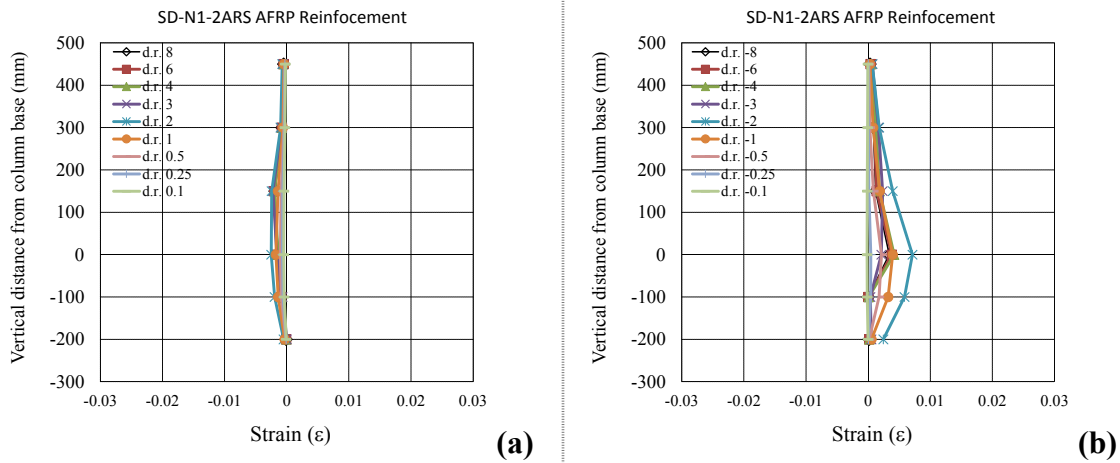 SD-N1-2ARS AFRP Reinfocement
Vertical distance from column base (mm)
500
400
300
200
100
0
-100
-200
-300
d.r. 8
d.r. 6
d.r. 4
d.r. 3
d.r. 2
d.r. 1
d.r. 0.5
d.r. 0.25
d.r. 0.1
-0.03 -0.02 -0.01 0 0.01 0.02 0.03
Strain (ε)
(a)
SD-N1-2ARS AFRP Reinfocement
Vertical distance from column base (mm)
500
400
300
200
100
0
-100
-200
-300
d.r. -8
d.r. -6
d.r. -4
d.r. -3
d.r. -2
d.r. -1
d.r. -0.5
d.r. -0.25
d.r. -0.1
-0.03 -0.02 -0.01 0 0.01 0.02 0.03
Strain (ε)
(b)